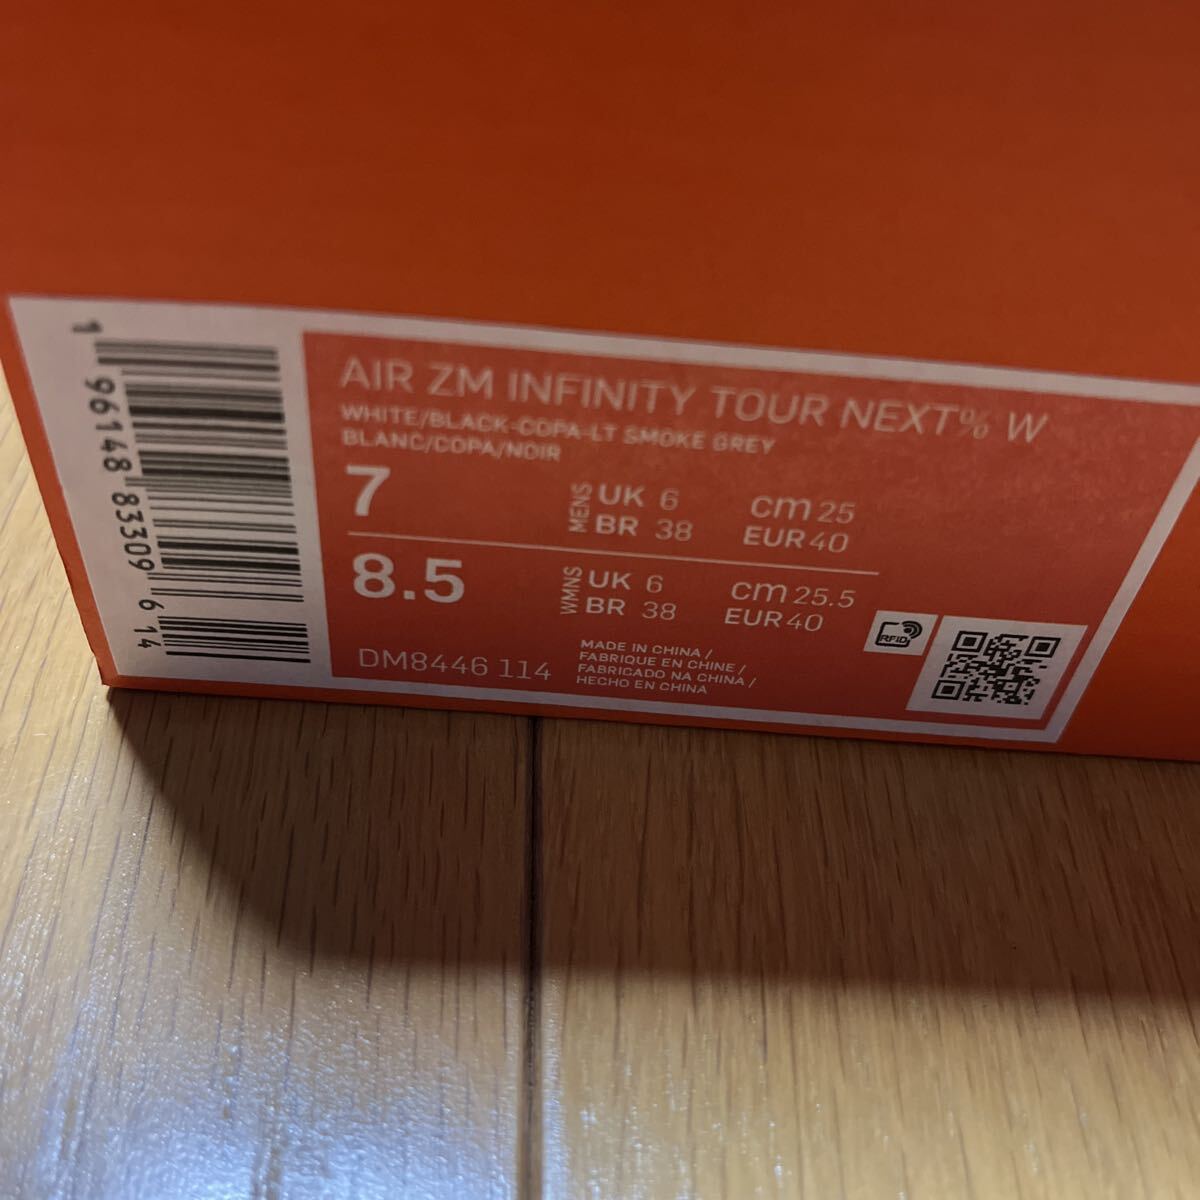 AIR ZM INFINITY TOUR NEXT% W
WHITE/BLACK-COPA-LT SMOKE GREY
BLANC/COPA/NOIR
7
MENS
UK 6
BR 38
cm 25
EUR 40
8.5
WMNS
UK 6
BR 38
cm 25.5
EUR 40
DM8446 114
MADE IN CHINA /
FABRIQUE EN CHINE /
FABRICADO NA CHINA /
HECHO EN CHINA
RFID
1 96148 83309 6 14